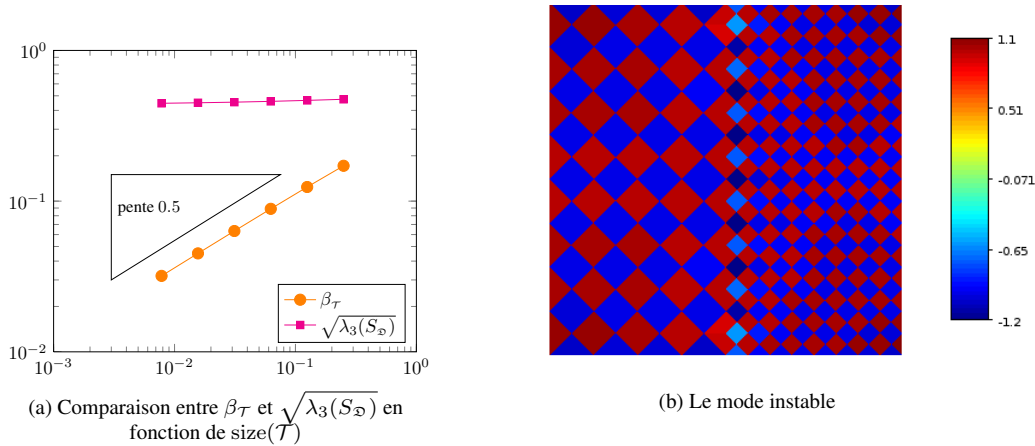 10^0
10^{-1}
10^{-2}
10^{-3} 10^{-2} 10^{-1} 10^0
pente 0.5
β_𝒯
√λ_3(S_𝔇)
(a) Comparaison entre β_𝒯 et √λ_3(S_𝔇) en
fonction de size(𝒯)
1.1
0.51
-0.071
-0.65
-1.2
(b) Le mode instable